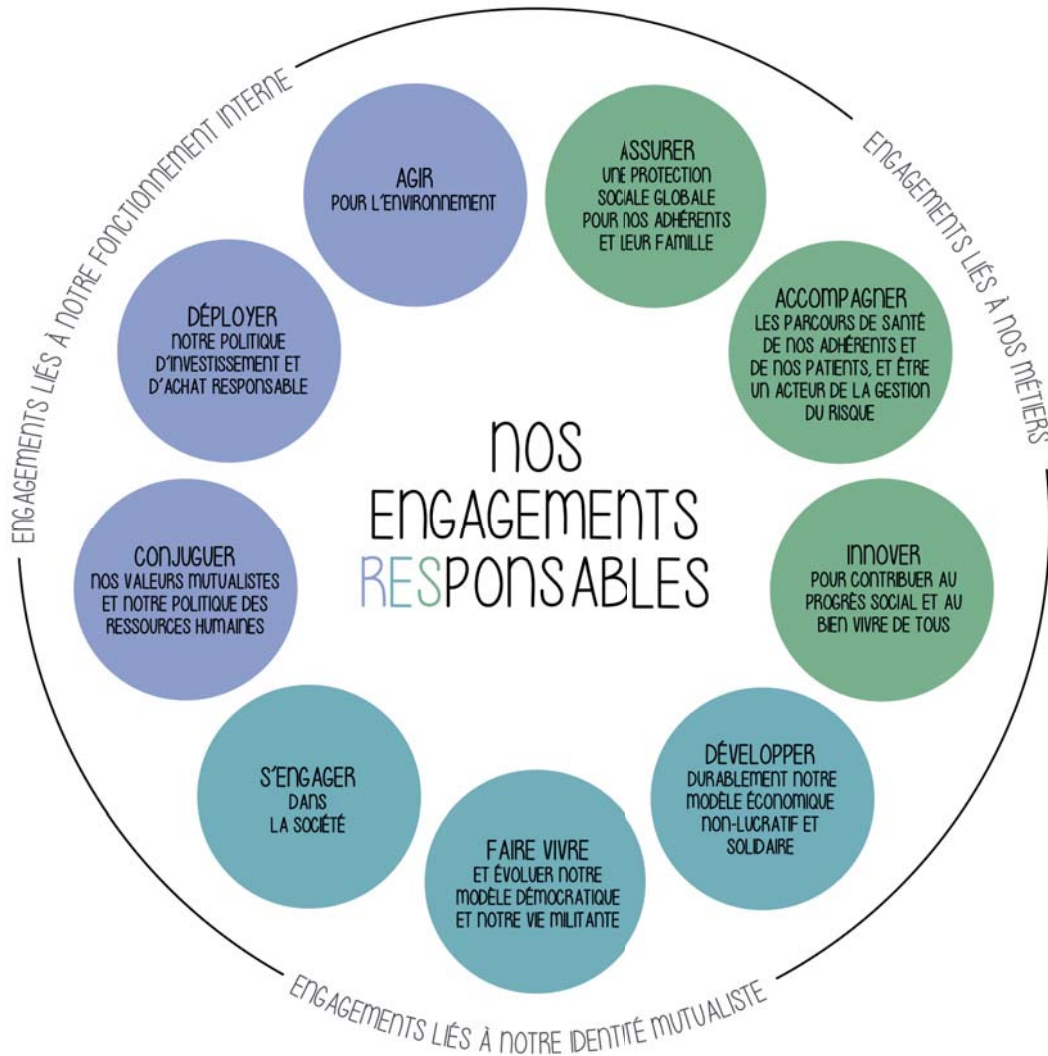 NOS
ENGAGEMENTS
RESPONSABLES
ENGAGEMENTS LIÉS À NOS MÉTIERS
ASSURER
UNE PROTECTION
SOCIALE GLOBALE
POUR NOS ADHÉRENTS
ET LEUR FAMILLE
ACCOMPAGNER
LES PARCOURS DE SANTÉ
DE NOS ADHÉRENTS ET
DE NOS PATIENTS, ET ÊTRE
UN ACTEUR DE LA GESTION
DU RISQUE
INNOVER
POUR CONTRIBUER AU
PROGRÈS SOCIAL ET AU
BIEN VIVRE DE TOUS
ENGAGEMENTS LIÉS À NOTRE IDENTITÉ MUTUALISTE
DÉVELOPPER
DURABLEMENT NOTRE
MODÈLE ÉCONOMIQUE
NON-LUCRATIF ET
SOLIDAIRE
FAIRE VIVRE
ET ÉVOLUER NOTRE
MODÈLE DÉMOCRATIQUE
ET NOTRE VIE MILITANTE
S'ENGAGER
DANS
LA SOCIÉTÉ
ENGAGEMENTS LIÉS À NOTRE FONCTIONNEMENT INTERNE
CONJUGUER
NOS VALEURS MUTUALISTES
ET NOTRE POLITIQUE DES
RESSOURCES HUMAINES
DÉPLOYER
NOTRE POLITIQUE
D'INVESTISSEMENT ET
D'ACHAT RESPONSABLE
AGIR
POUR L'ENVIRONNEMENT